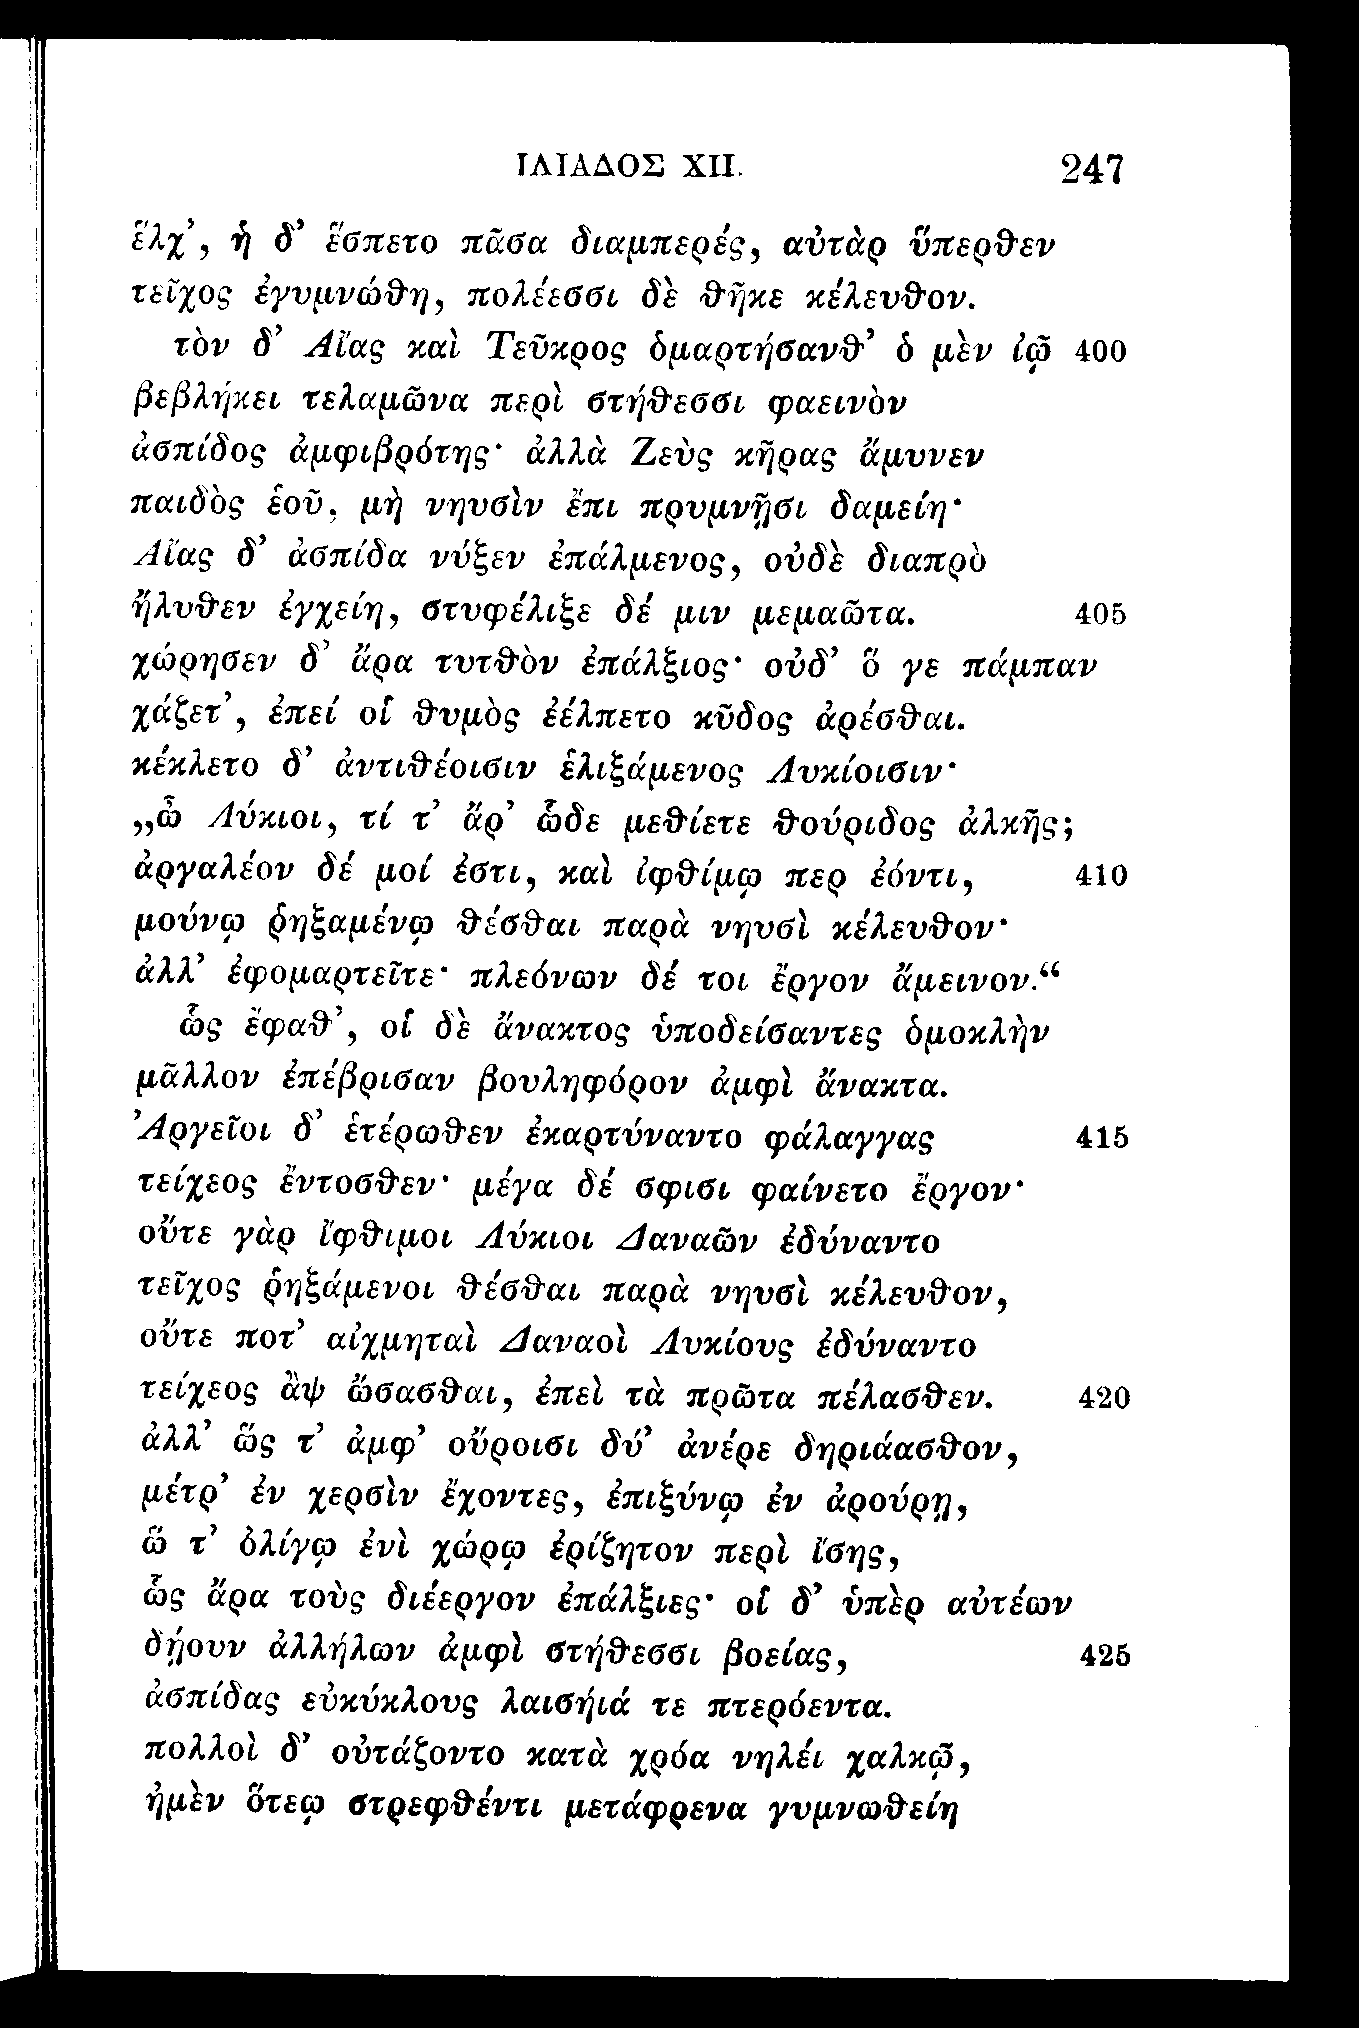 ΙΛΙΑΔΟΣ XII. 247
ἕλχ’, ἡ δ’ ἕσπετο πᾶσα διαμπερές, αὐτὰρ ὕπερθεν
τεῖχος ἐγυμνώθη, πολέεσσι δὲ θῆκε κέλευθον.
τὸν δ’ Αἴας καὶ Τεῦκρος ὁμαρτήσανθ’ ὁ μὲν ἰῷ 400
βεβλήκει τελαμῶνα περὶ στήθεσσι φαεινὸν
ἀσπίδος ἀμφιβρότης· ἀλλὰ Ζεὺς κῆρας ἄμυνεν
παιδὸς ἑοῦ, μὴ νηυσὶν ἔπι πρυμνῇσι δαμείη·
Αἴας δ’ ἀσπίδα νύξεν ἐπάλμενος, οὐδὲ διαπρὸ
ἤλυθεν ἐγχείη, στυφέλιξε δέ μιν μεμαῶτα. 405
χώρησεν δ’ ἄρα τυτθὸν ἐπάλξιος· οὐδ’ ὅ γε πάμπαν
χάζετ’, ἐπεί οἱ θυμὸς ἐέλπετο κῦδος ἀρέσθαι.
κέκλετο δ’ ἀντιθέοισιν ἑλιξάμενος Λυκίοισιν·
„ὦ Λύκιοι, τί τ’ ἄρ’ ὧδε μεθίετε θούριδος ἀλκῆς;
ἀργαλέον δέ μοί ἐστι, καὶ ἰφθίμῳ περ ἐόντι, 410
μούνῳ ῥηξαμένῳ θέσθαι παρὰ νηυσὶ κέλευθον·
ἀλλ’ ἐφομαρτεῖτε· πλεόνων δέ τοι ἔργον ἄμεινον.“
ὣς ἔφαθ’, οἳ δὲ ἄνακτος ὑποδείσαντες ὁμοκλὴν
μᾶλλον ἐπέβρισαν βουληφόρον ἀμφὶ ἄνακτα.
Ἀργεῖοι δ’ ἑτέρωθεν ἐκαρτύναντο φάλαγγας 415
τείχεος ἔντοσθεν· μέγα δέ σφισι φαίνετο ἔργον·
οὔτε γὰρ ἴφθιμοι Λύκιοι Δαναῶν ἐδύναντο
τεῖχος ῥηξάμενοι θέσθαι παρὰ νηυσὶ κέλευθον,
οὔτε ποτ’ αἰχμηταὶ Δαναοὶ Λυκίους ἐδύναντο
τείχεος ἂψ ὤσασθαι, ἐπεὶ τὰ πρῶτα πέλασθεν. 420
ἀλλ’ ὥς τ’ ἀμφ’ οὔροισι δύ’ ἀνέρε δηριάασθον,
μέτρ’ ἐν χερσὶν ἔχοντες, ἐπιξύνῳ ἐν ἀρούρῃ,
ὥ τ’ ὀλίγῳ ἐνὶ χώρῳ ἐρίζητον περὶ ἴσης,
ὣς ἄρα τοὺς διέεργον ἐπάλξιες· οἳ δ’ ὑπὲρ αὐτέων
δῄουν ἀλλήλων ἀμφὶ στήθεσσι βοείας, 425
ἀσπίδας εὐκύκλους λαισήιά τε πτερόεντα.
πολλοὶ δ’ οὐτάζοντο κατὰ χρόα νηλέι χαλκῷ,
ἠμὲν ὅτεῳ στρεφθέντι μετάφρενα γυμνωθείη